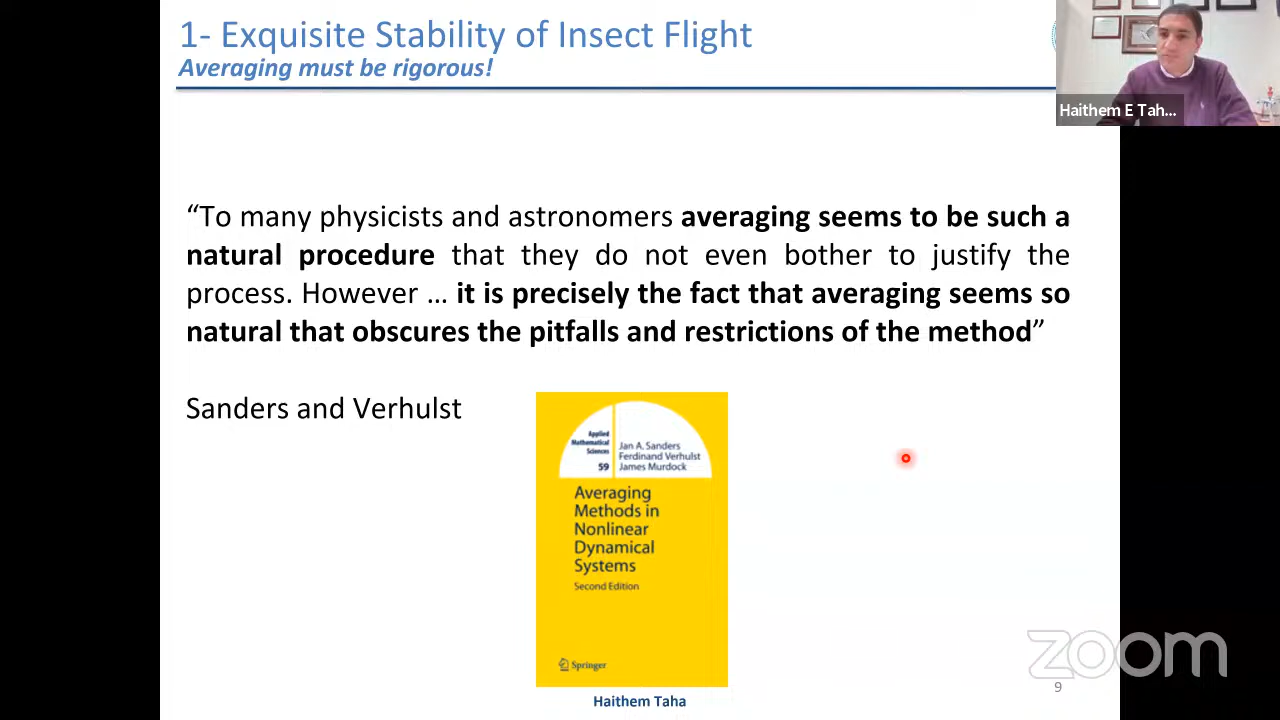 1- Exquisite Stability of Insect Flight
Averaging must be rigorous!
Haithem E Tah...
“To many physicists and astronomers averaging seems to be such a
natural procedure that they do not even bother to justify the
process. However … it is precisely the fact that averaging seems so
natural that obscures the pitfalls and restrictions of the method”
Sanders and Verhulst
Applied
Mathematical
Sciences
59
Jan A. Sanders
Ferdinand Verhulst
James Murdock
Averaging
Methods in
Nonlinear
Dynamical
Systems
Second Edition
Springer
Haithem Taha
zoom
9